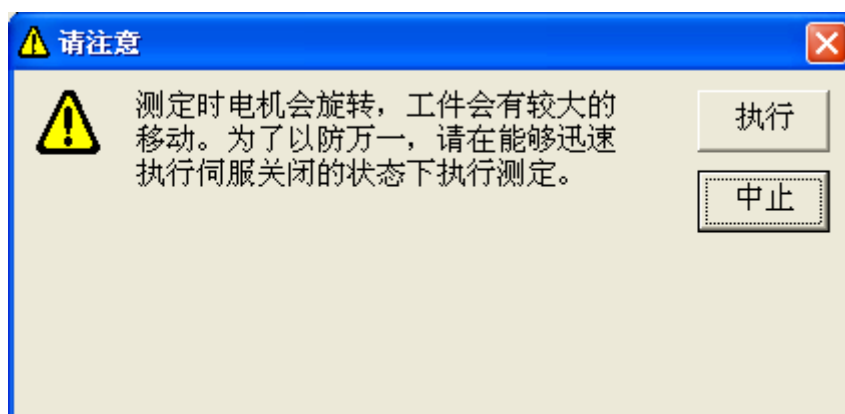 请注意
测定时电机会旋转，工件会有较大的
移动。为了以防万一，请在能够迅速
执行伺服关闭的状态下执行测定。
执行
中止